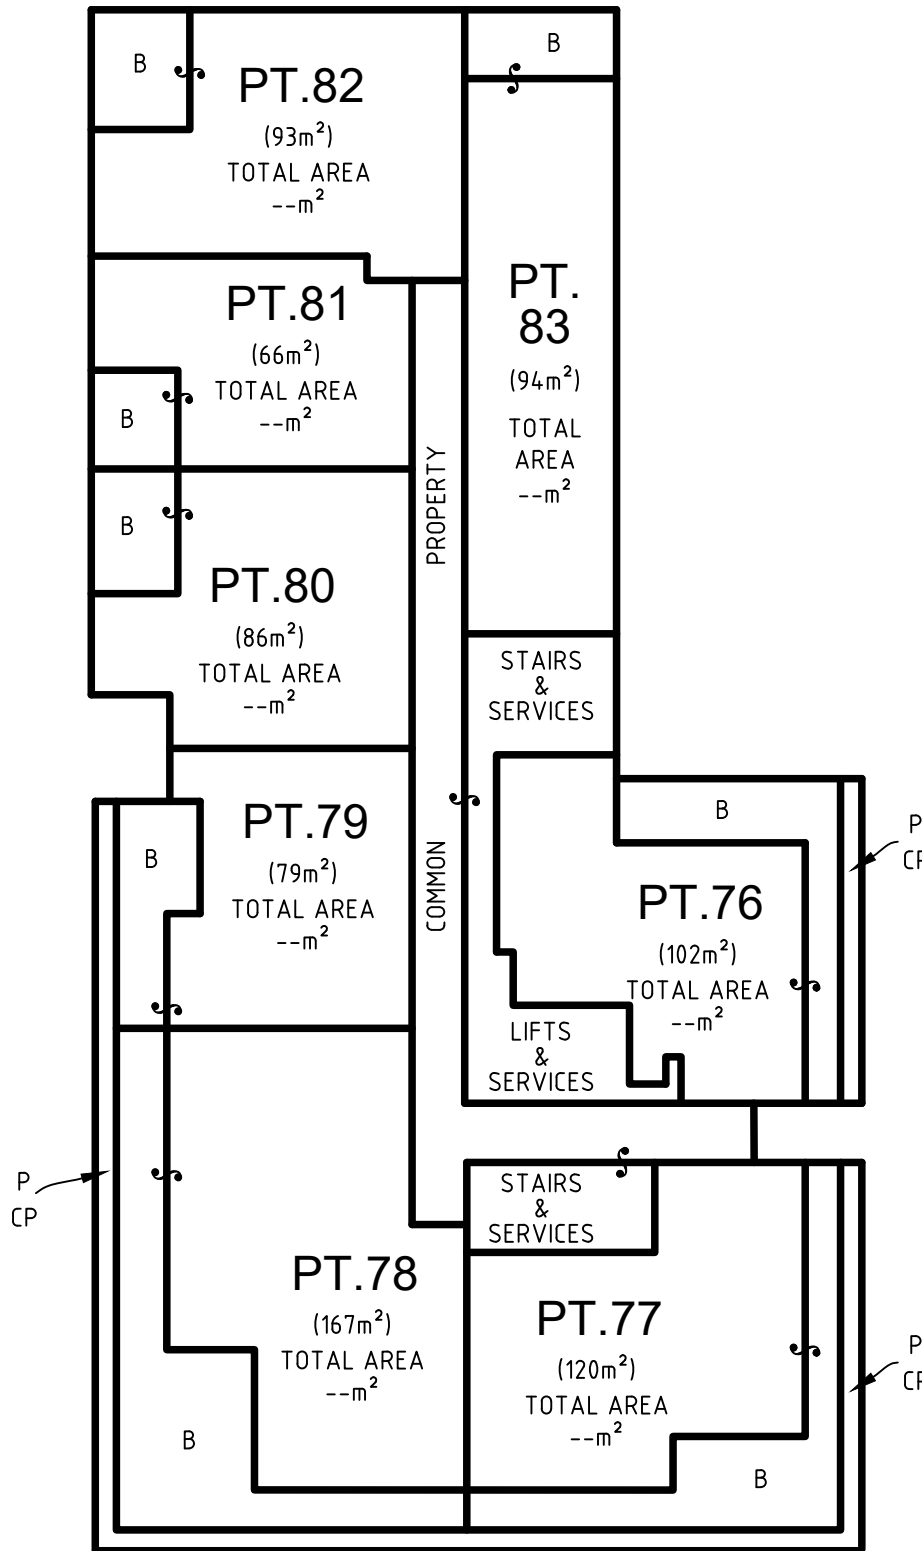 B
PT.82
(93m²)
TOTAL AREA
--m²
B
PT.81
(66m²)
TOTAL AREA
--m²
B
B
PT.80
(86m²)
TOTAL AREA
--m²
PT.
83
(94m²)
TOTAL
AREA
--m²
PROPERTY
COMMON
STAIRS
&
SERVICES
B
PT.79
(79m²)
TOTAL AREA
--m²
B
PT.76
(102m²)
TOTAL AREA
--m²
P
CP
LIFTS
&
SERVICES
P
CP
STAIRS
&
SERVICES
PT.78
(167m²)
TOTAL AREA
--m²
B
PT.77
(120m²)
TOTAL AREA
--m²
B
P
CP